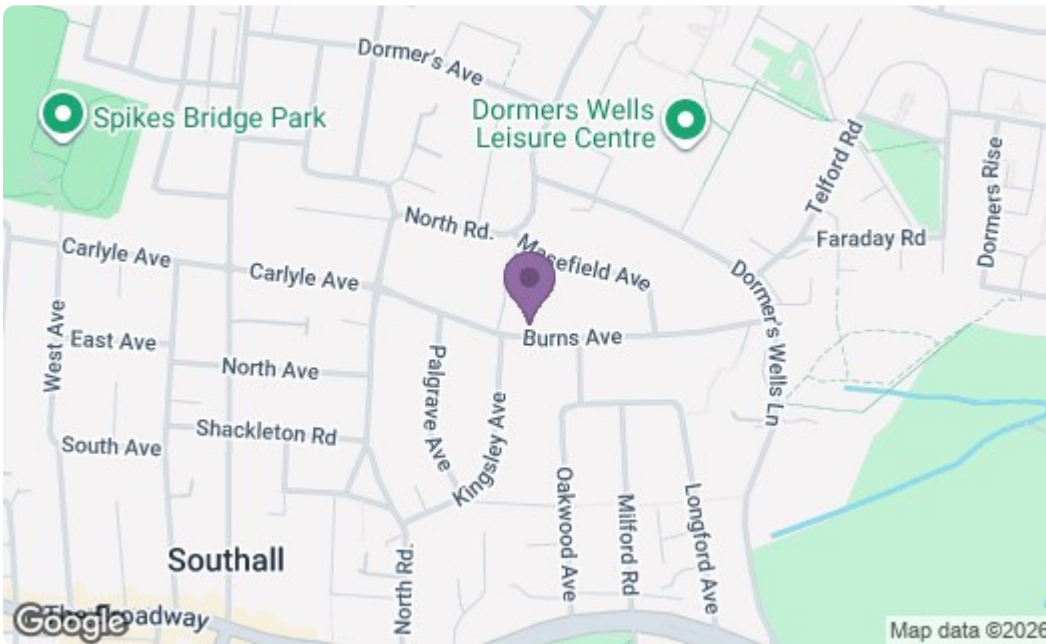 Dormer's Ave
Spikes Bridge Park
Dormers Wells
Leisure Centre
Telford Rd
Dormers Rise
North Rd.
Faraday Rd
Masefield Ave
Carlyle Ave
Carlyle Ave
Dormer's Wells Ln
West Ave
East Ave
Burns Ave
North Ave
Palgrave Ave
Kingsley Ave
Shackleton Rd
South Ave
Oakwood Ave
Milford Rd
Longford Ave
Southall
North Rd.
The Broadway
Google
Map data ©2026